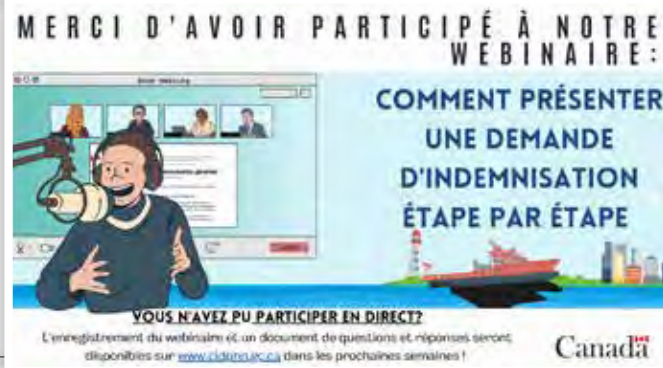 MERCI D'AVOIR PARTICIPÉ À NOTRE
WEBINAIRE:
COMMENT PRÉSENTER
UNE DEMANDE
D'INDEMNISATION
ÉTAPE PAR ÉTAPE
VOUS N'AVEZ PU PARTICIPER EN DIRECT?
L'enregistrement du webinaire et un document de questions et réponses seront
disponibles sur dans les prochaines semaines !
Canada